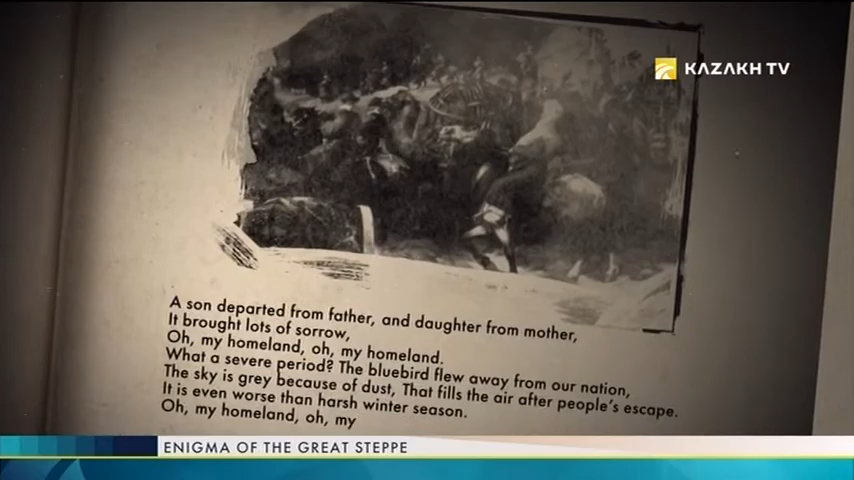 KAZAKH TV
A son departed from father, and daughter from mother,
It brought lots of sorrow,
Oh, my homeland, oh, my homeland.
What a severe period? The bluebird flew away from our nation,
The sky is grey because of dust, That fills the air after people's escape.
It is even worse than harsh winter season.
Oh, my homeland, oh, my
ENIGMA OF THE GREAT STEPPE